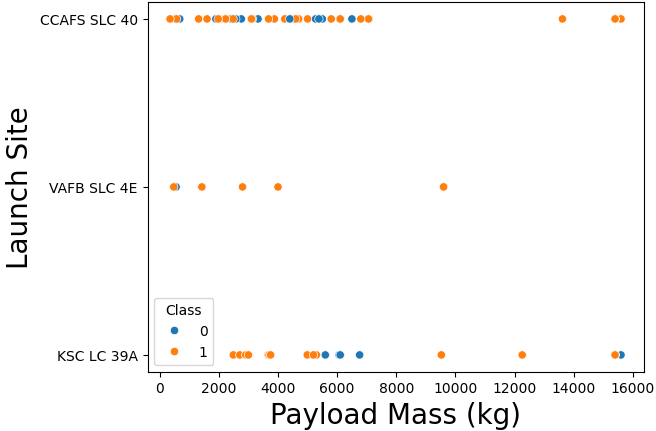 CCAFS SLC 40
VAFB SLC 4E
KSC LC 39A
Launch Site
Class
0
1
0 2000 4000 6000 8000 10000 12000 14000 16000
Payload Mass (kg)